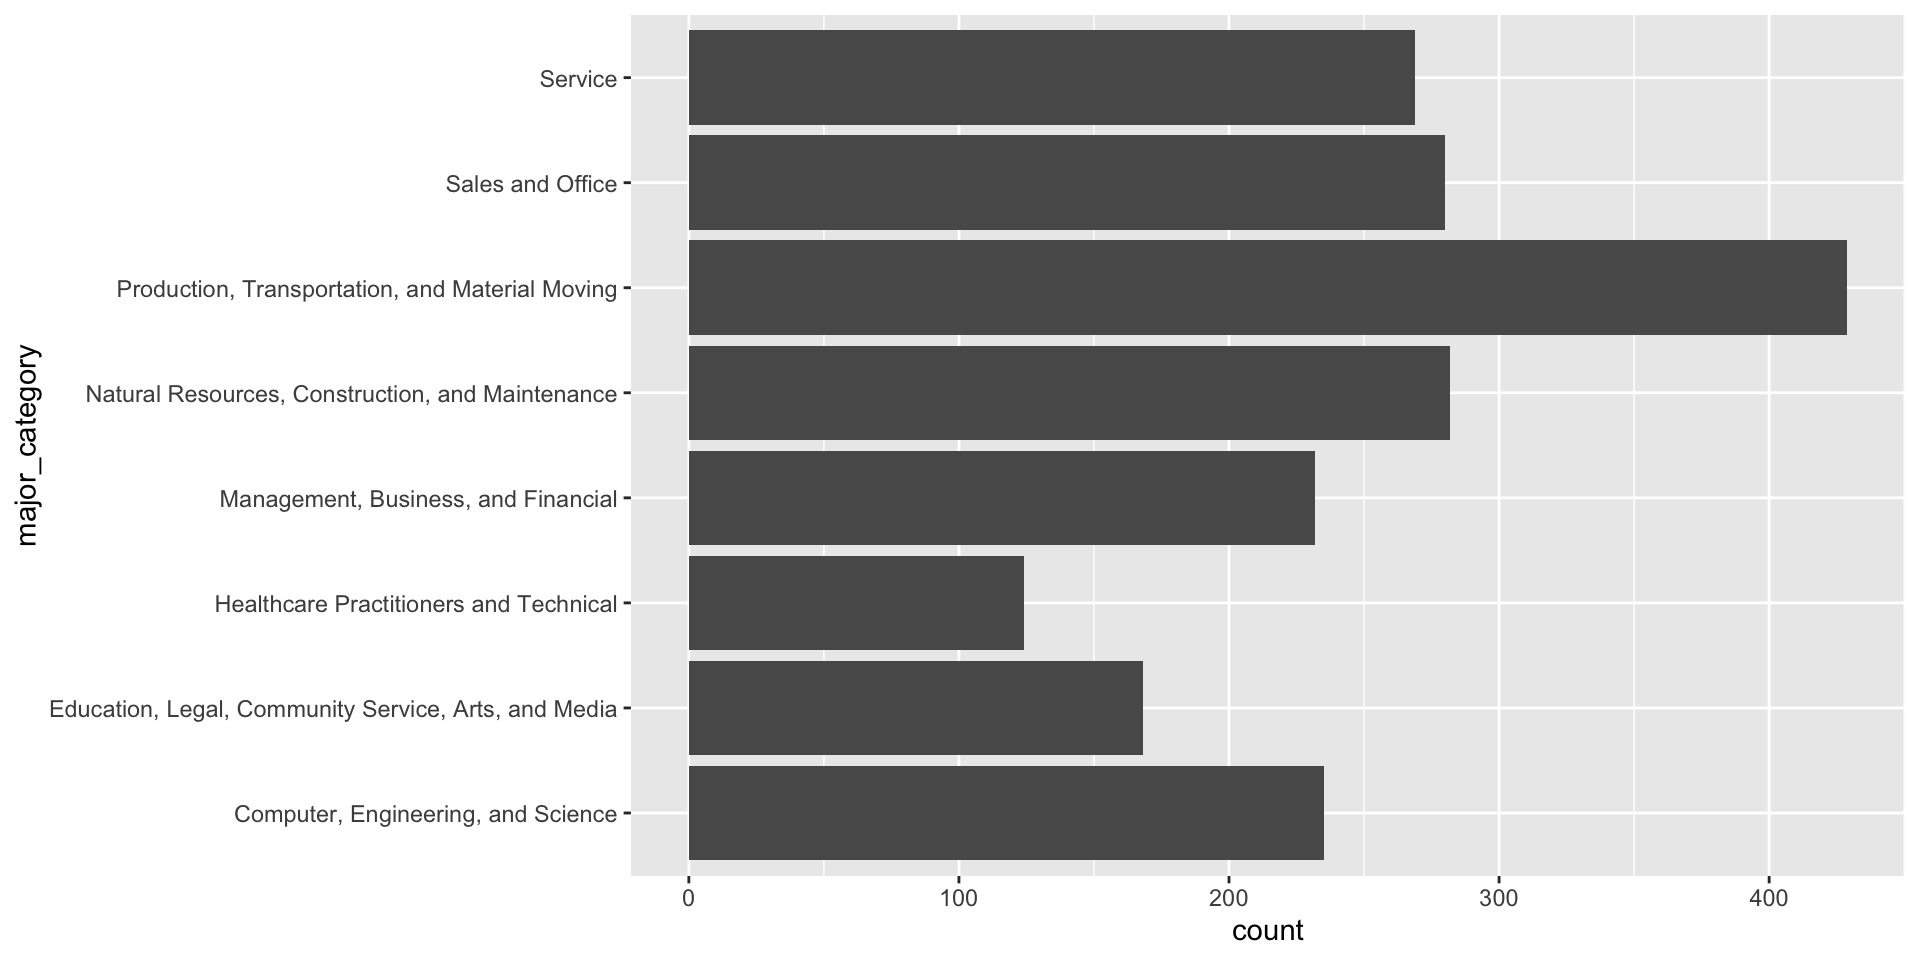 Service
Sales and Office
Production, Transportation, and Material Moving
Natural Resources, Construction, and Maintenance
Management, Business, and Financial
Healthcare Practitioners and Technical
Education, Legal, Community Service, Arts, and Media
Computer, Engineering, and Science
major_category
0 100 200 300 400
count